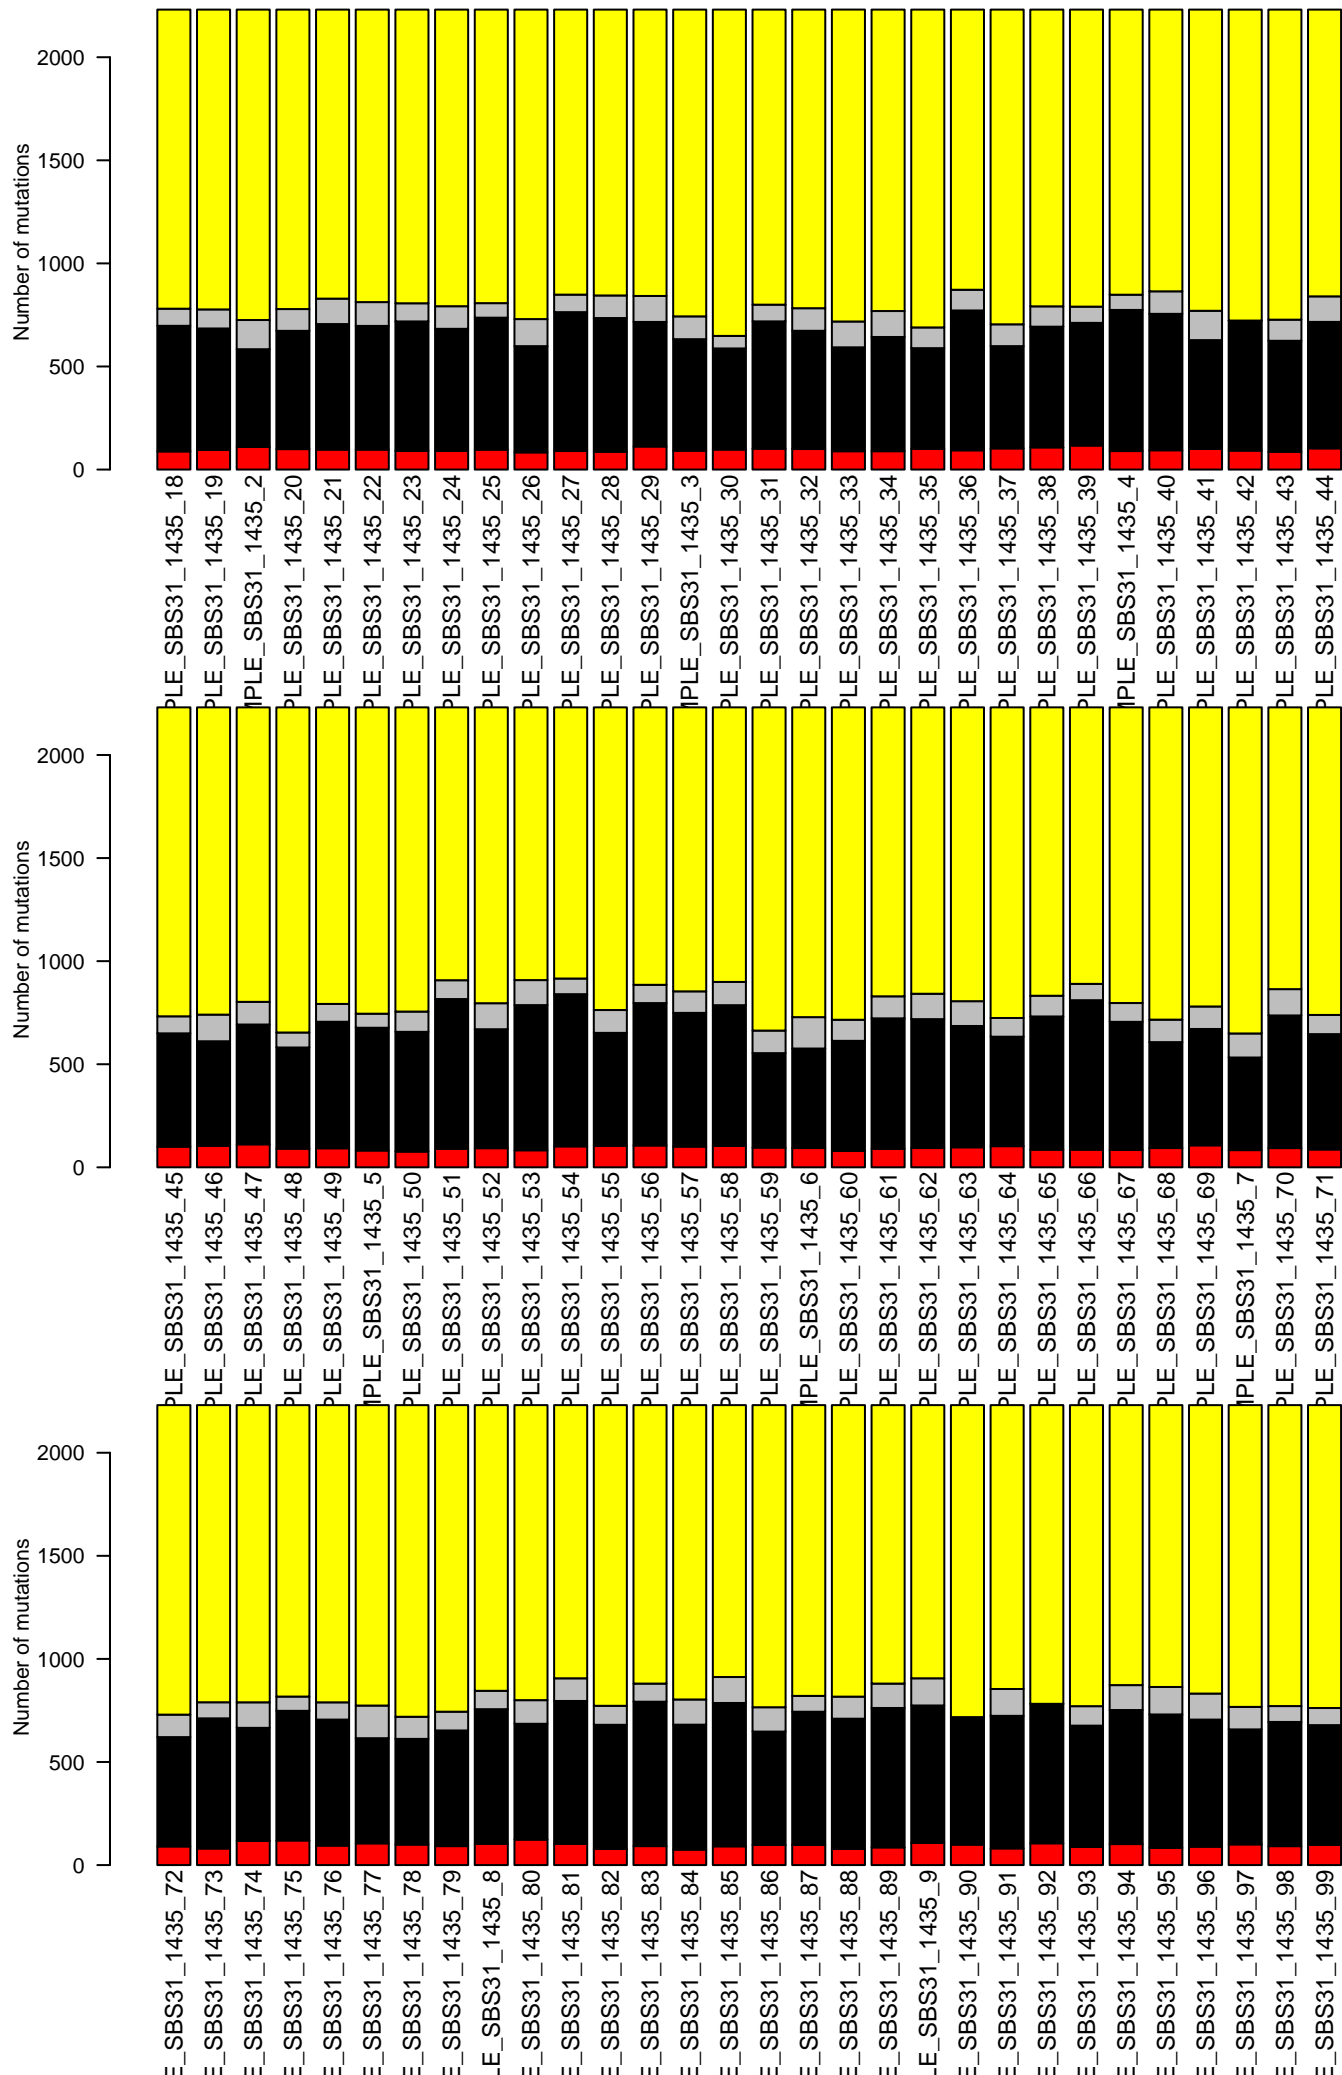 Number of mutations
2000
1500
1000
500
0
PLE_SBS31_1435_18
PLE_SBS31_1435_19
MPLE_SBS31_1435_2
PLE_SBS31_1435_20
PLE_SBS31_1435_21
PLE_SBS31_1435_22
PLE_SBS31_1435_23
PLE_SBS31_1435_24
PLE_SBS31_1435_25
PLE_SBS31_1435_26
PLE_SBS31_1435_27
PLE_SBS31_1435_28
PLE_SBS31_1435_29
MPLE_SBS31_1435_3
PLE_SBS31_1435_30
PLE_SBS31_1435_31
PLE_SBS31_1435_32
PLE_SBS31_1435_33
PLE_SBS31_1435_34
PLE_SBS31_1435_35
PLE_SBS31_1435_36
PLE_SBS31_1435_37
PLE_SBS31_1435_38
PLE_SBS31_1435_39
MPLE_SBS31_1435_4
PLE_SBS31_1435_40
PLE_SBS31_1435_41
PLE_SBS31_1435_42
PLE_SBS31_1435_43
PLE_SBS31_1435_44
Number of mutations
2000
1500
1000
500
0
PLE_SBS31_1435_45
PLE_SBS31_1435_46
PLE_SBS31_1435_47
PLE_SBS31_1435_48
PLE_SBS31_1435_49
MPLE_SBS31_1435_5
PLE_SBS31_1435_50
PLE_SBS31_1435_51
PLE_SBS31_1435_52
PLE_SBS31_1435_53
PLE_SBS31_1435_54
PLE_SBS31_1435_55
PLE_SBS31_1435_56
PLE_SBS31_1435_57
PLE_SBS31_1435_58
PLE_SBS31_1435_59
MPLE_SBS31_1435_6
PLE_SBS31_1435_60
PLE_SBS31_1435_61
PLE_SBS31_1435_62
PLE_SBS31_1435_63
PLE_SBS31_1435_64
PLE_SBS31_1435_65
PLE_SBS31_1435_66
PLE_SBS31_1435_67
PLE_SBS31_1435_68
PLE_SBS31_1435_69
MPLE_SBS31_1435_7
PLE_SBS31_1435_70
PLE_SBS31_1435_71
Number of mutations
2000
1500
1000
500
0
E_SBS31_1435_72
E_SBS31_1435_73
E_SBS31_1435_74
E_SBS31_1435_75
E_SBS31_1435_76
E_SBS31_1435_77
E_SBS31_1435_78
E_SBS31_1435_79
LE_SBS31_1435_8
E_SBS31_1435_80
E_SBS31_1435_81
E_SBS31_1435_82
E_SBS31_1435_83
E_SBS31_1435_84
E_SBS31_1435_85
E_SBS31_1435_86
E_SBS31_1435_87
E_SBS31_1435_88
E_SBS31_1435_89
LE_SBS31_1435_9
E_SBS31_1435_90
E_SBS31_1435_91
E_SBS31_1435_92
E_SBS31_1435_93
E_SBS31_1435_94
E_SBS31_1435_95
E_SBS31_1435_96
E_SBS31_1435_97
E_SBS31_1435_98
E_SBS31_1435_99